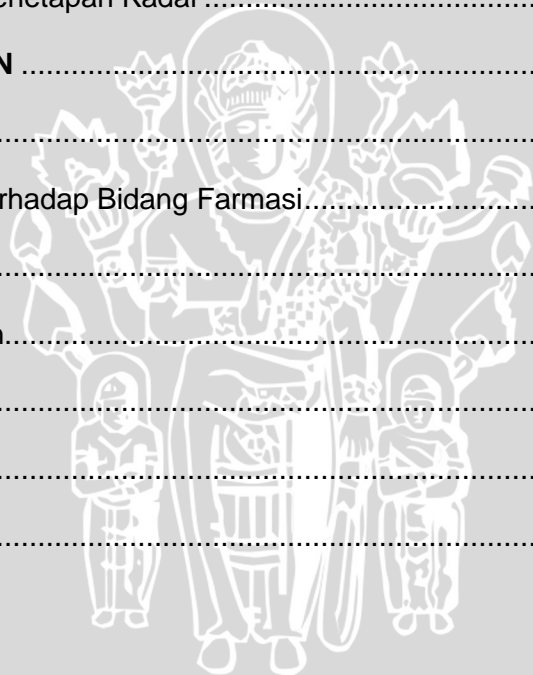 enetapan Kadar ........................................
N ...............................................................
.................................................................
rhadap Bidang Farmasi............................
.................................................................
n................................................................
.................................................................
.................................................................
.................................................................